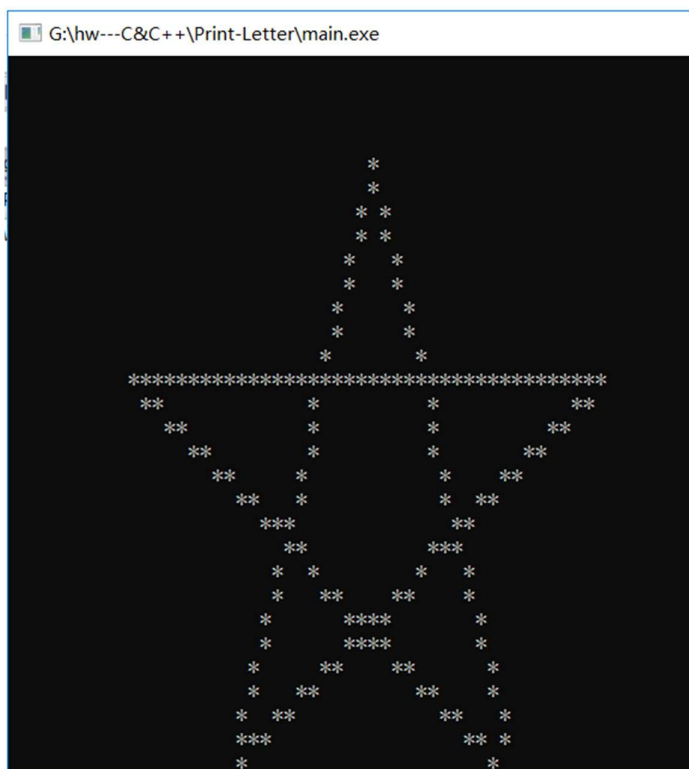 G:\hw---C&C++\Print-Letter\main.exe
                    *
                    *
                   * *
                   * *
                  *   *
                  *   *
                 *     *
                 *     *
                *       *
****************************************
 **            *         *           **
   **          *         *         **
     **        *         *       **
       **     *           *    **
         **   *           *  **
           ***             **
             **          ***
            *  *        *   *
            *   **    **    *
           *      ****       *
           *      ****       *
          *     **    **      *
          *   **        **    *
         *  **            **   *
         ***                ** *
         *                    *